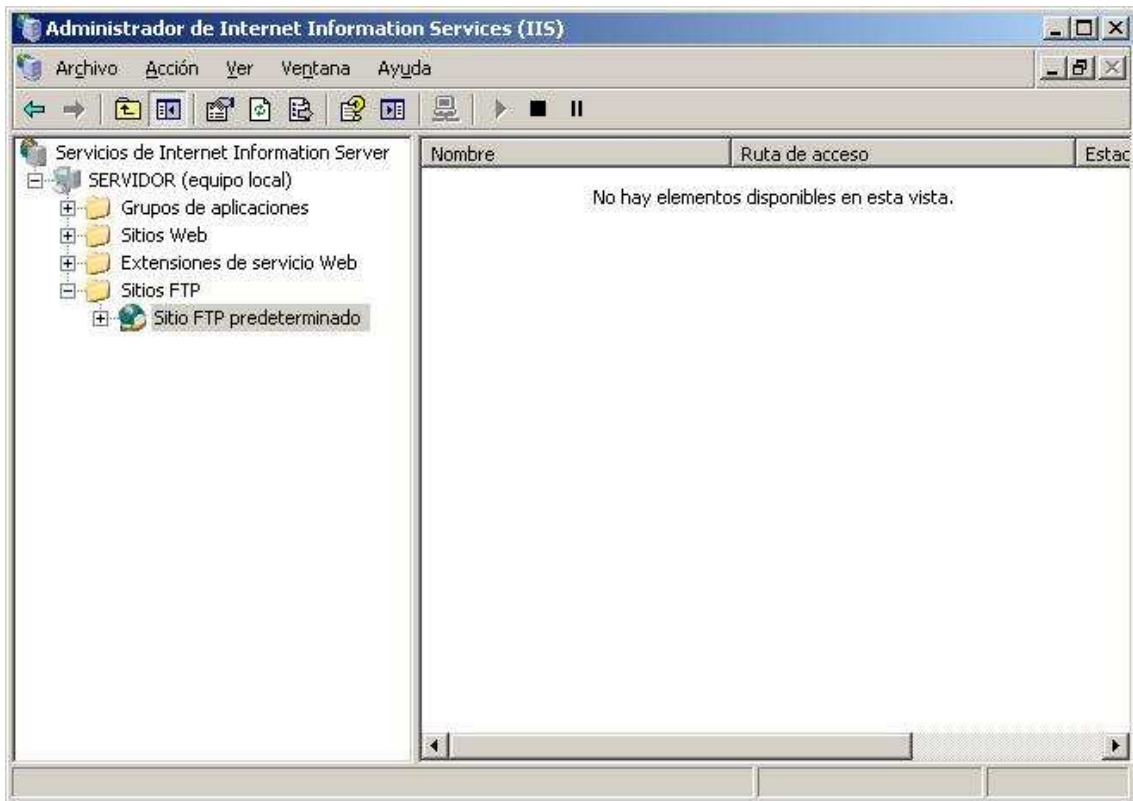 Administrador de Internet Information Services (IIS)
Archivo Acción Ver Ventana Ayuda
Servicios de Internet Information Server
SERVIDOR (equipo local)
Grupos de aplicaciones
Sitios Web
Extensiones de servicio Web
Sitios FTP
Sitio FTP predeterminado
Nombre Ruta de acceso Estac
No hay elementos disponibles en esta vista.